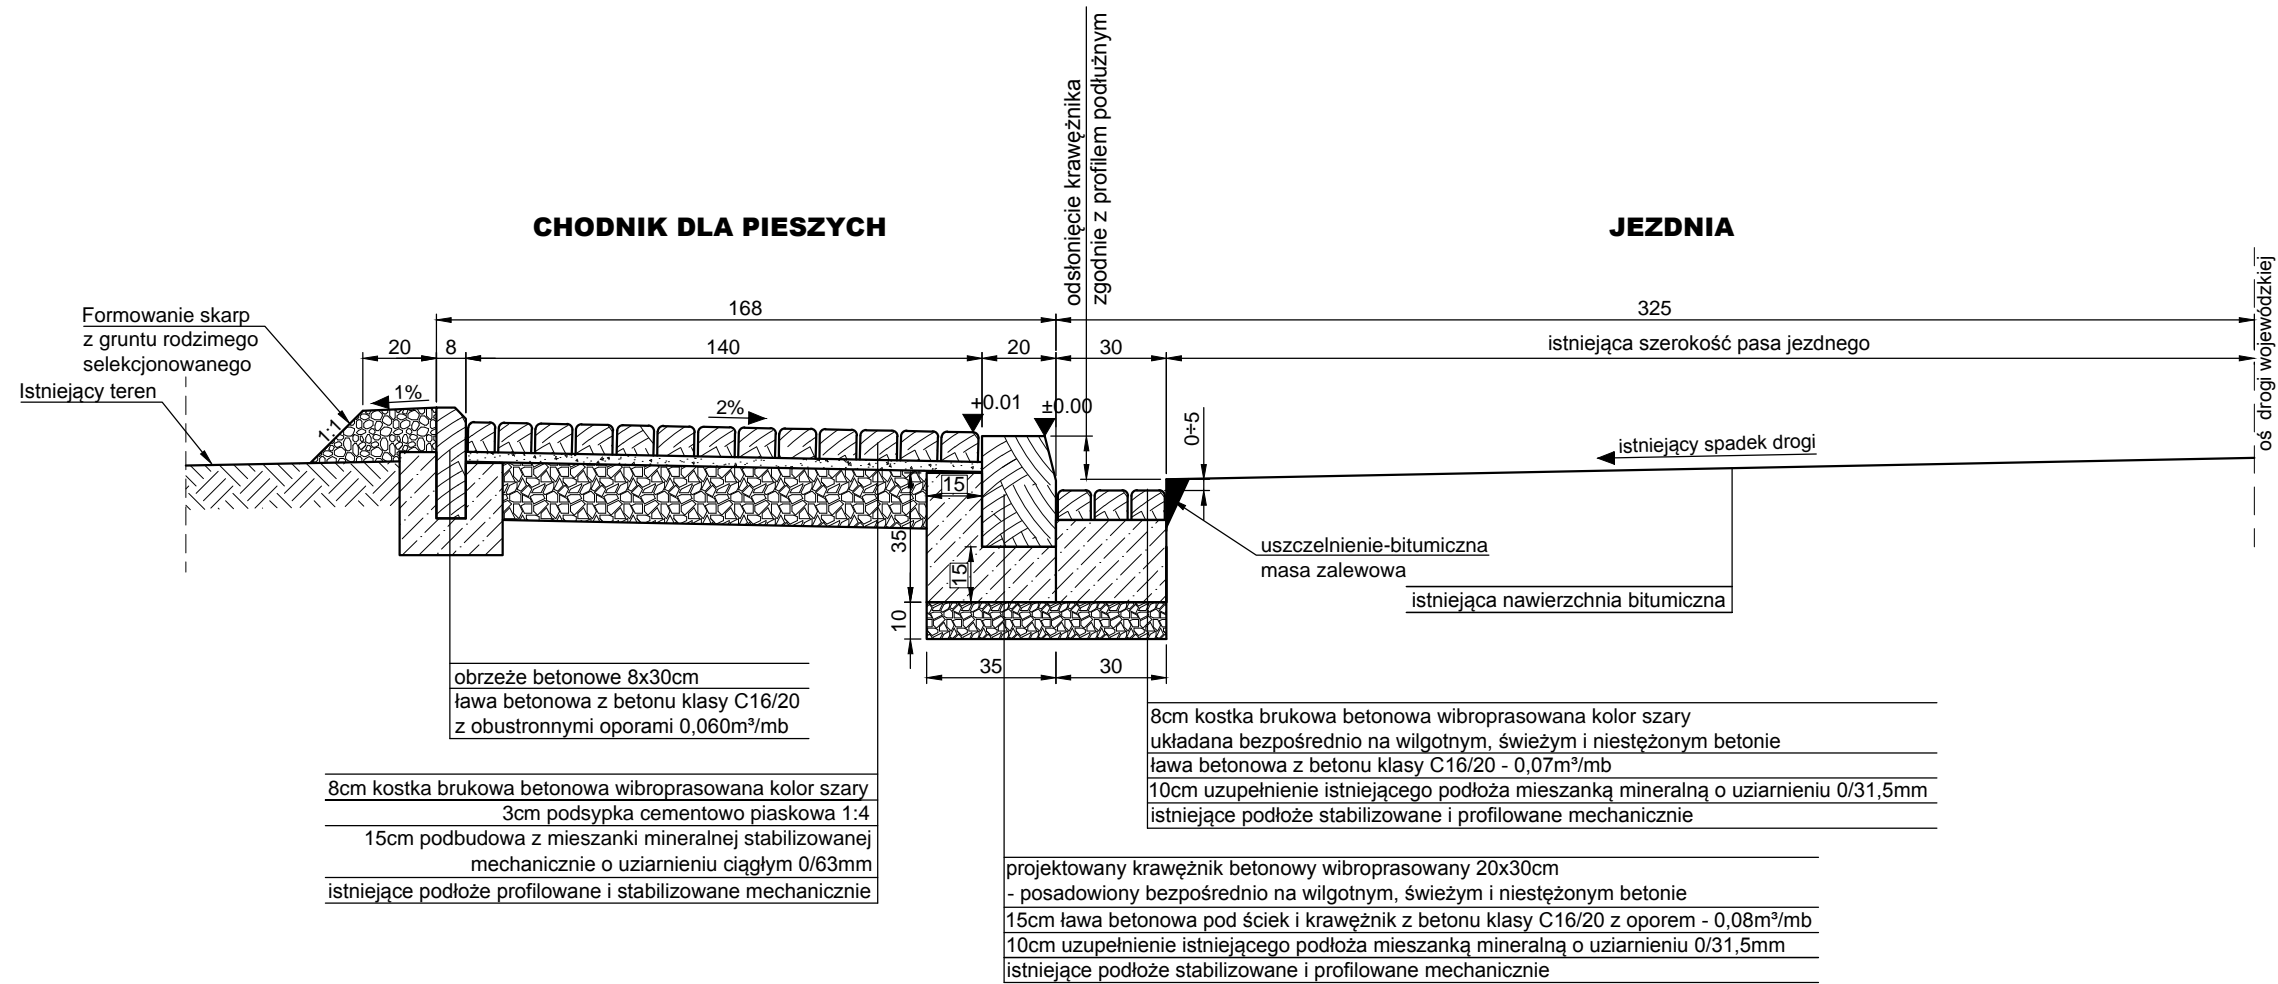 odsłonięcie krawężnika
zgodnie z profilem podłużnym
CHODNIK DLA PIESZYCH
JEZDNIA
oś drogi wojewódzkiej
168
325
istniejąca szerokość pasa jezdnego
20
8
140
20
30
Formowanie skarp
z gruntu rodzimego
selekcjonowanego
Istniejący teren
1:1
1%
2%
+0.01
±0.00
0÷5
istniejący spadek drogi
15
35
15
10
35
30
uszczelnienie-bitumiczna
masa zalewowa
istniejąca nawierzchnia bitumiczna
obrzeże betonowe 8x30cm
ława betonowa z betonu klasy C16/20
z obustronnymi oporami 0,060m³/mb
8cm kostka brukowa betonowa wibroprasowana kolor szary
3cm podsypka cementowo piaskowa 1:4
15cm podbudowa z mieszanki mineralnej stabilizowanej
mechanicznie o uziarnieniu ciągłym 0/63mm
istniejące podłoże profilowane i stabilizowane mechanicznie
8cm kostka brukowa betonowa wibroprasowana kolor szary
układana bezpośrednio na wilgotnym, świeżym i niestężonym betonie
ława betonowa z betonu klasy C16/20 - 0,07m³/mb
10cm uzupełnienie istniejącego podłoża mieszanką mineralną o uziarnieniu 0/31,5mm
istniejące podłoże stabilizowane i profilowane mechanicznie
projektowany krawężnik betonowy wibroprasowany 20x30cm
- posadowiony bezpośrednio na wilgotnym, świeżym i niestężonym betonie
15cm ława betonowa pod ściek i krawężnik z betonu klasy C16/20 z oporem - 0,08m³/mb
10cm uzupełnienie istniejącego podłoża mieszanką mineralną o uziarnieniu 0/31,5mm
istniejące podłoże stabilizowane i profilowane mechanicznie